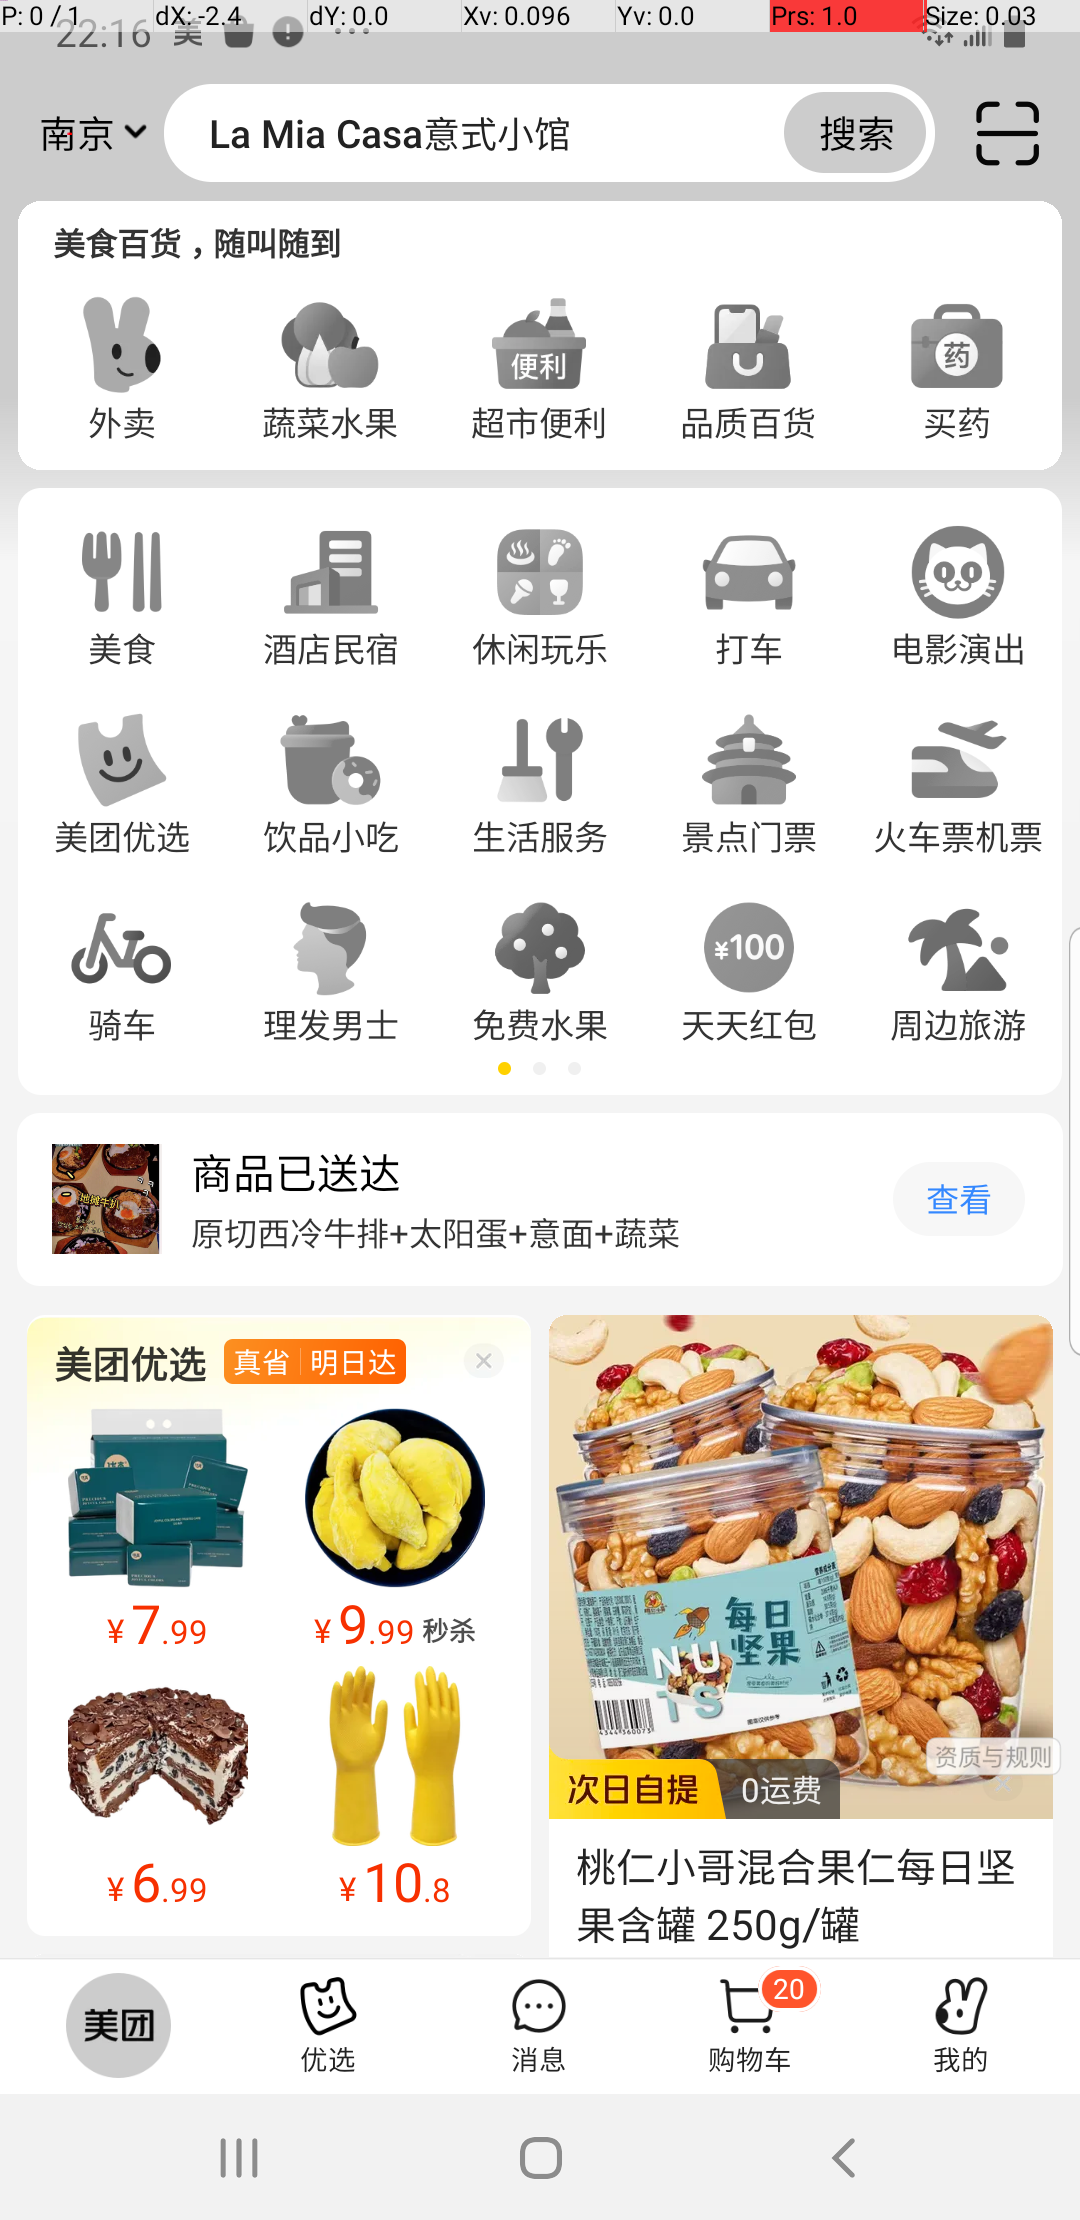 P: 0 / 1 dX: -2.4 dY: 0.0 Xv: 0.096 Yv: 0.0 Prs: 1.0 Size: 0.03
22:16 美
南京 La Mia Casa意式小馆 搜索
美食百货，随叫随到
便利 药
外卖 蔬菜水果 超市便利 品质百货 买药
美食 酒店民宿 休闲玩乐 打车 电影演出
美团优选 饮品小吃 生活服务 景点门票 火车票机票
¥100
骑车 理发男士 免费水果 天天红包 周边旅游
商品已送达
地摊牛扒
原切西冷牛排+太阳蛋+意面+蔬菜
查看
美团优选 真省 明日达
¥7.99 ¥9.99 秒杀
¥6.99 ¥10.8
每日坚果
NUTS
资质与规则
次日自提 0运费
桃仁小哥混合果仁每日坚
果含罐 250g/罐
美团 优选 消息 20 购物车 我的